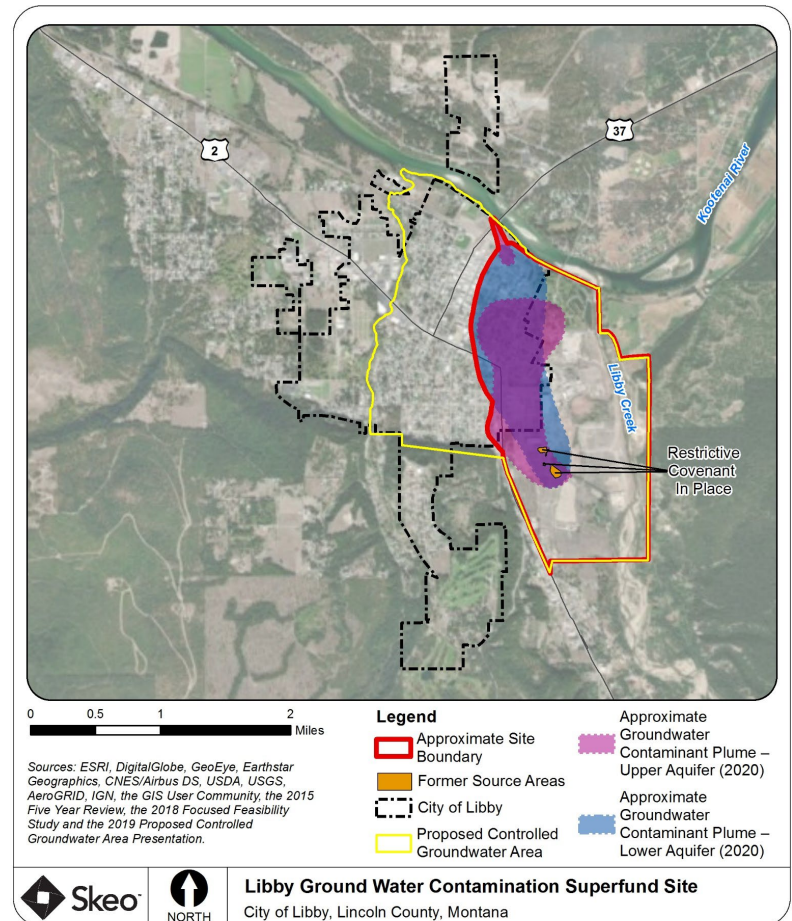 2
37
Kootenai River
Libby Creek
Restrictive
Covenant
In Place
0 0.5 1 2
Miles
Sources: ESRI, DigitalGlobe, GeoEye, Earthstar
Geographics, CNES/Airbus DS, USDA, USGS,
AeroGRID, IGN, the GIS User Community, the 2015
Five Year Review, the 2018 Focused Feasibility
Study and the 2019 Proposed Controlled
Groundwater Area Presentation.
Legend
Approximate Site
Boundary
Former Source Areas
City of Libby
Proposed Controlled
Groundwater Area
Approximate
Groundwater
Contaminant Plume –
Upper Aquifer (2020)
Approximate
Groundwater
Contaminant Plume –
Lower Aquifer (2020)
Skeo
NORTH
Libby Ground Water Contamination Superfund Site
City of Libby, Lincoln County, Montana